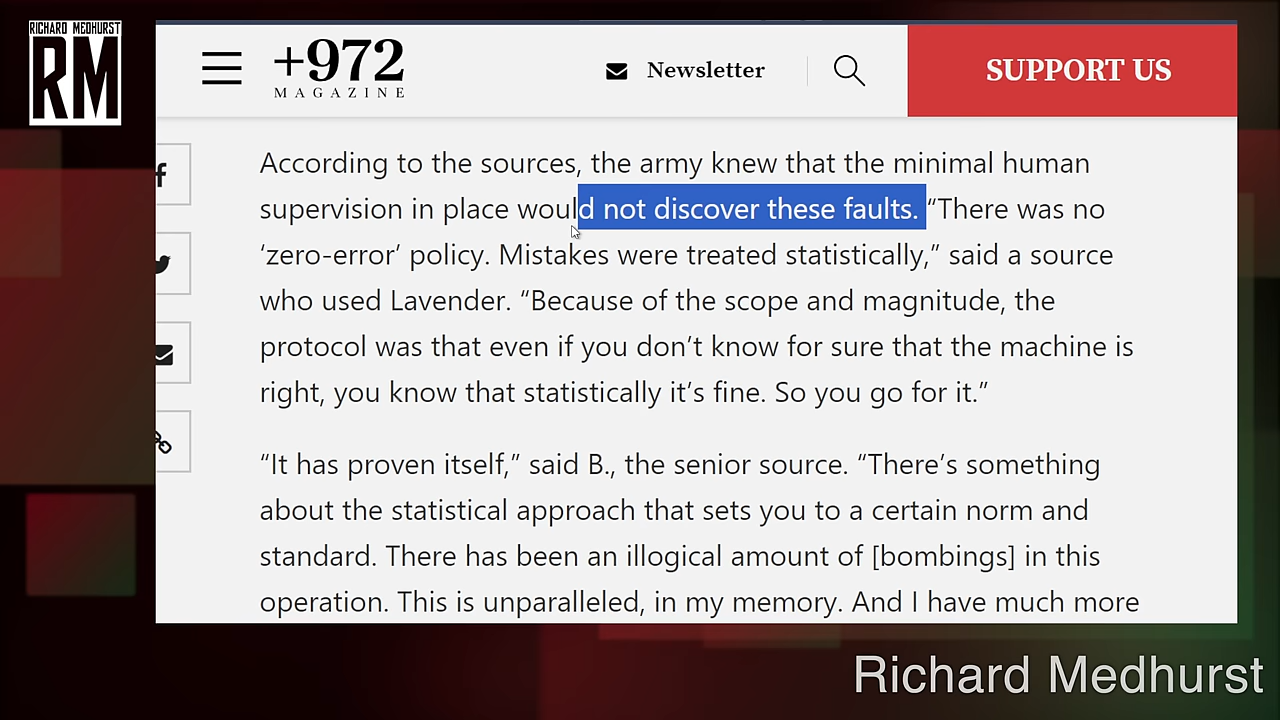 RICHARD MEDHURST
RM
+972
MAGAZINE
Newsletter
SUPPORT US
According to the sources, the army knew that the minimal human
supervision in place would not discover these faults. “There was no
‘zero-error’ policy. Mistakes were treated statistically,” said a source
who used Lavender. “Because of the scope and magnitude, the
protocol was that even if you don’t know for sure that the machine is
right, you know that statistically it’s fine. So you go for it.”
“It has proven itself,” said B., the senior source. “There’s something
about the statistical approach that sets you to a certain norm and
standard. There has been an illogical amount of [bombings] in this
operation. This is unparalleled, in my memory. And I have much more
Richard Medhurst